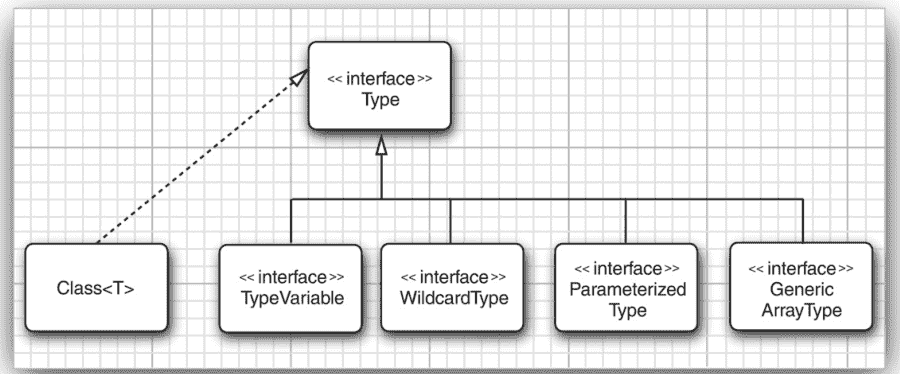 << interface >>
Type
Class<T>
<< interface >>
TypeVariable
<< interface >>
WildcardType
<< interface >>
Parameterized
Type
<< interface >>
Generic
ArrayType